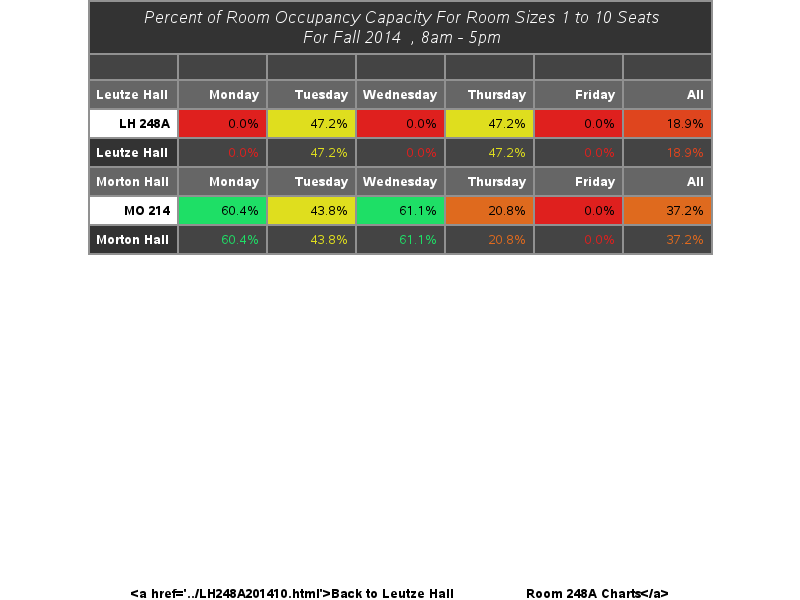 Percent of Room Occupancy Capacity For Room Sizes 1 to 10 Seats
For Fall 2014 , 8am - 5pm
Leutze Hall Monday Tuesday Wednesday Thursday Friday All
LH 248A 0.0% 47.2% 0.0% 47.2% 0.0% 18.9%
Leutze Hall 0.0% 47.2% 0.0% 47.2% 0.0% 18.9%
Morton Hall Monday Tuesday Wednesday Thursday Friday All
MO 214 60.4% 43.8% 61.1% 20.8% 0.0% 37.2%
Morton Hall 60.4% 43.8% 61.1% 20.8% 0.0% 37.2%
<a href='../LH248A201410.html'>Back to Leutze Hall Room 248A Charts</a>